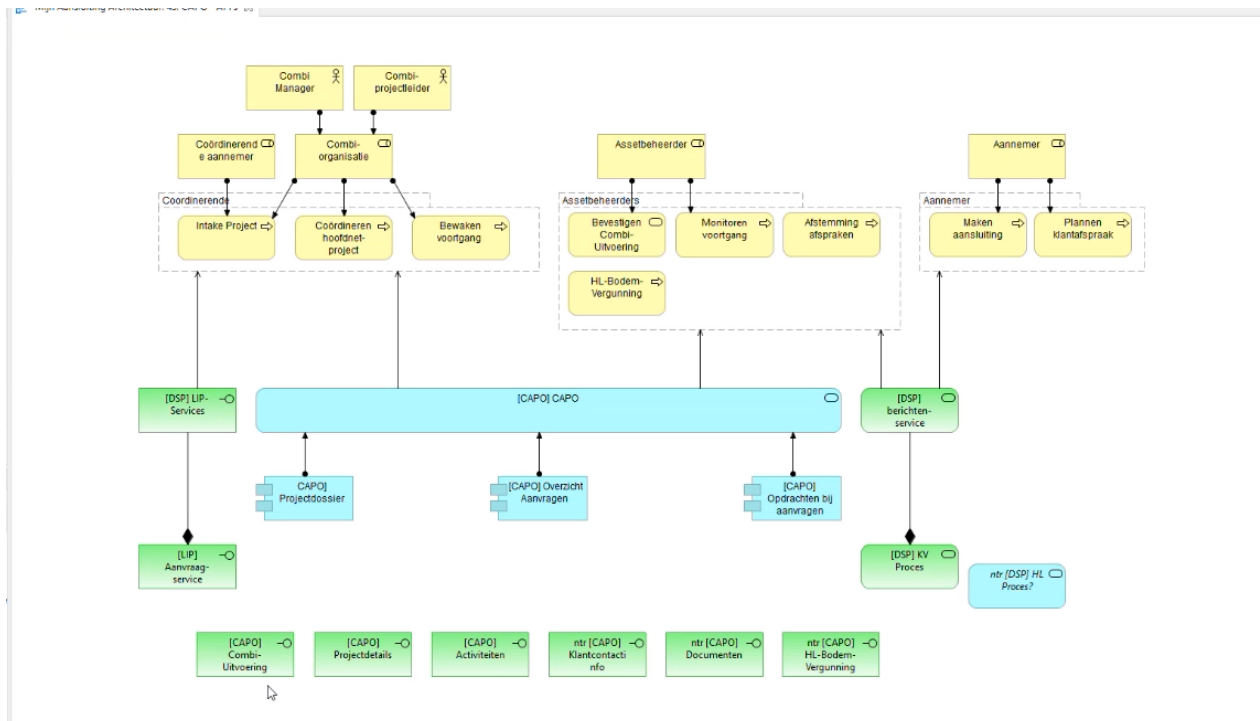 Combi
Manager
Combi-
projectleider
Coördinerend
e aannemer
Combi-
organisatie
Assetbeheerder
Aannemer
Coordinerende
Assetbeheerders
Aannemer
Intake Project
Coördineren
hoofdnet-
project
Bewaken
voortgang
Bevestigen
Combi-
Uitvoering
Monitoren
voortgang
Afstemming
afspraken
Maken
aansluiting
Plannen
klantafspraak
HL-Bodem-
Vergunning
[DSP] LIP-
Services
[CAPO] CAPO
[DSP]
berichten-
service
CAPO]
Projectdossier
[CAPO] Overzicht
Aanvragen
[CAPO]
Opdrachten bij
aanvragen
[LIP]
Aanvraag-
service
[DSP] KV
Proces
ntr [DSP] HL
Proces?
[CAPO]
Combi-
Uitvoering
[CAPO]
Projectdetails
[CAPO]
Activiteiten
ntr [CAPO]
Klantcontacti
nfo
ntr [CAPO]
Documenten
ntr [CAPO]
HL-Bodem-
Vergunning